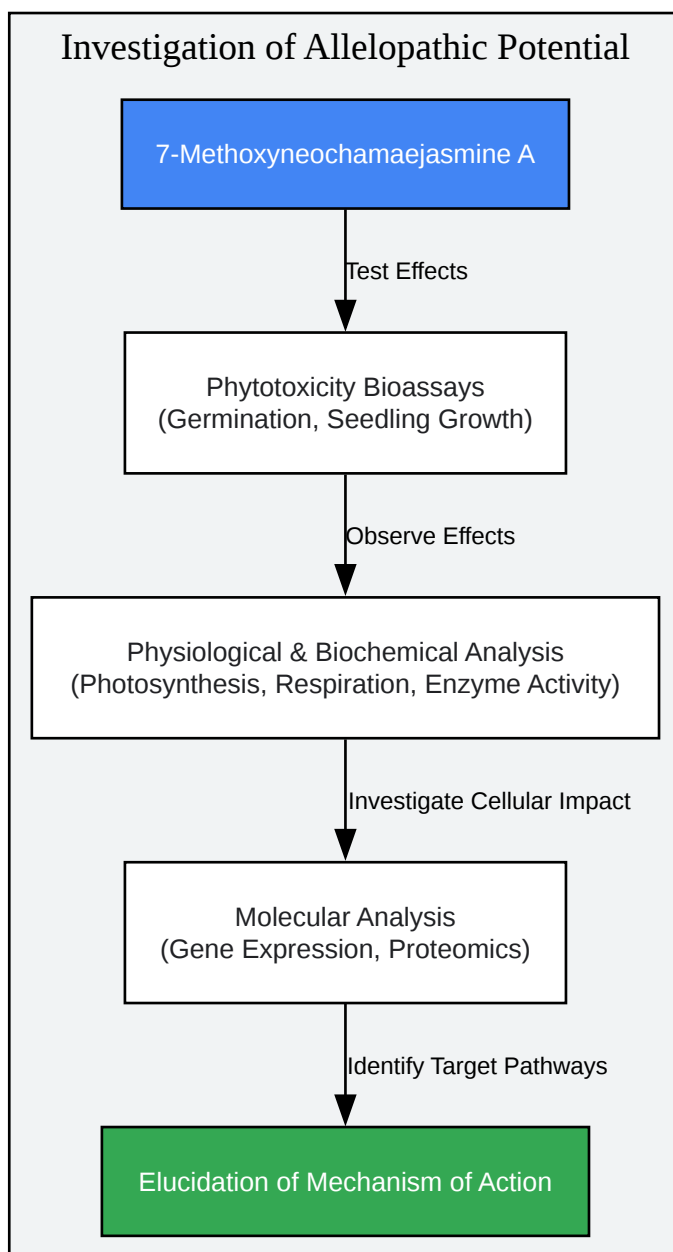 Investigation of Allelopathic Potential
7-Methoxyneochamaejasmine A
Test Effects
Phytotoxicity Bioassays
(Germination, Seedling Growth)
Observe Effects
Physiological & Biochemical Analysis
(Photosynthesis, Respiration, Enzyme Activity)
Investigate Cellular Impact
Molecular Analysis
(Gene Expression, Proteomics)
Identify Target Pathways
Elucidation of Mechanism of Action